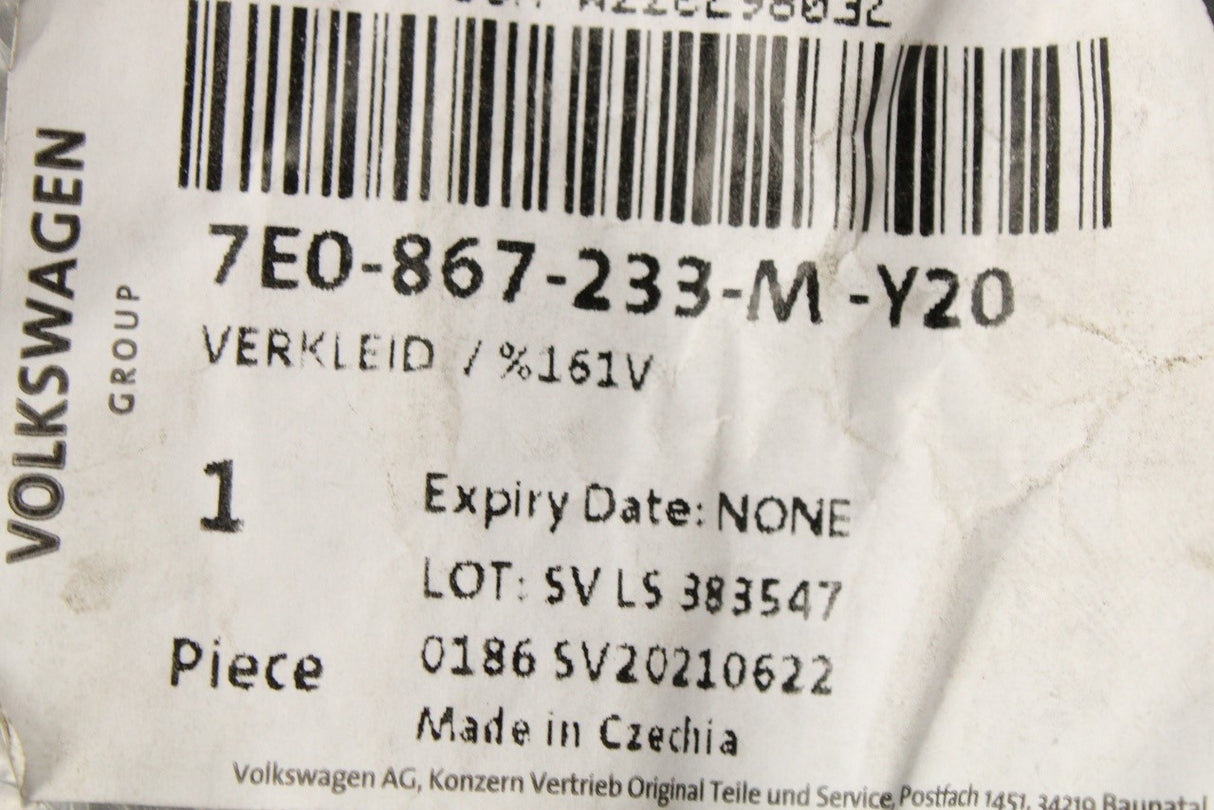 VOLKSWAGEN
GROUP
7E0-867-233-M -Y20
VERKLEID / %161V
1
Piece
Expiry Date: NONE
LOT: SV LS 383547
0186 SV20210622
Made in Czechia
Volkswagen AG, Konzern Vertrieb Original Teile und Service, Postfach 1451, 34219 Baunatal